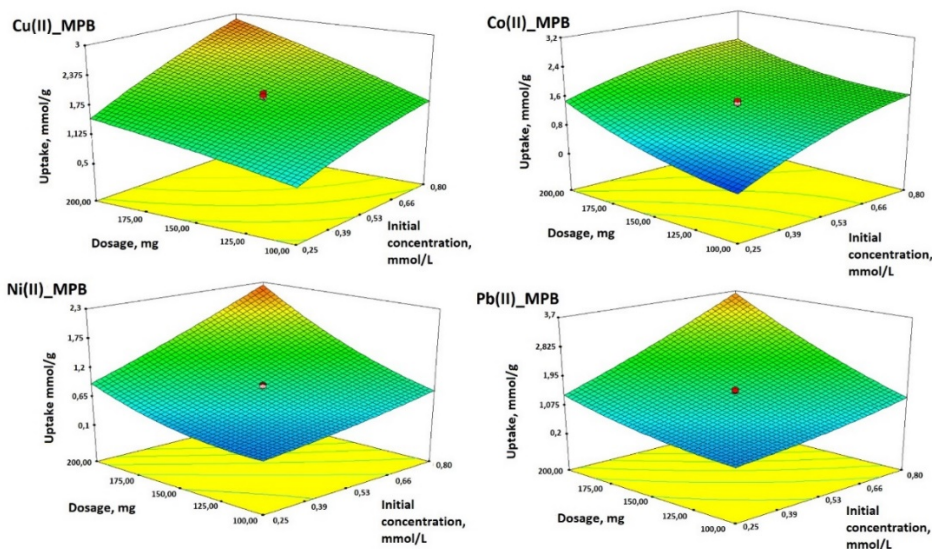 Cu(II)_MPB
3
2,375
1,75
1,125
0,5
Uptake, mmol/g
200,00
175,00
150,00
125,00
100,00
Dosage, mg
0,25
0,39
0,53
0,66
0,80
Initial
concentration,
mmol/L
Co(II)_MPB
3,2
2,4
1,6
0,8
0
Uptake, mmol/g
200,00
175,00
150,00
125,00
100,00
Dosage, mg
0,25
0,39
0,53
0,66
0,80
Initial
concentration,
mmol/L
Ni(II)_MPB
2,3
1,75
1,2
0,65
0,1
Uptake mmol/g
200,00
175,00
150,00
125,00
100,00
Dosage, mg
0,25
0,39
0,53
0,66
0,80
Initial
concentration,
mmol/L
Pb(II)_MPB
3,7
2,825
1,95
1,075
0,2
Uptake, mmol/g
200,00
175,00
150,00
125,00
100,00
Dosage, mg
0,25
0,39
0,53
0,66
0,80
Initial
concentration,
mmol/L